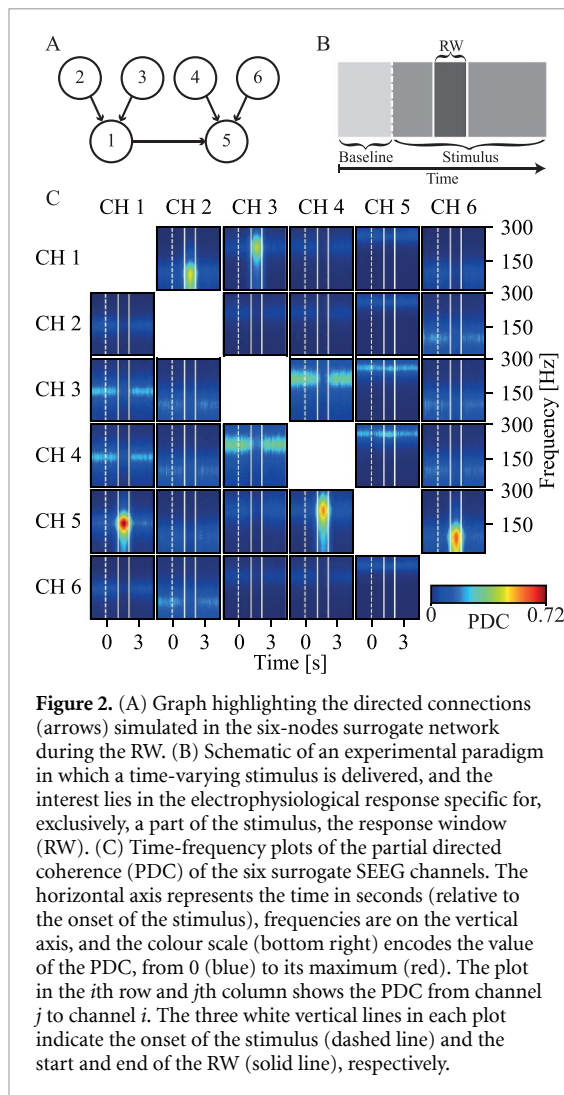 A
B
RW
2
3
4
6
1
5
Baseline
Stimulus
Time
C
CH 1
CH 2
CH 3
CH 4
CH 5
CH 6
CH 1
300
150
CH 2
300
150
CH 3
300
150
CH 4
300
150
CH 5
300
150
CH 6
Frequency [Hz]
0 3 0 3 0 3 0 3 0 3
Time [s]
0
0.72
PDC
Figure 2. (A) Graph highlighting the directed connections
(arrows) simulated in the six-nodes surrogate network
during the RW. (B) Schematic of an experimental paradigm
in which a time-varying stimulus is delivered, and the
interest lies in the electrophysiological response specific for,
exclusively, a part of the stimulus, the response window
(RW). (C) Time-frequency plots of the partial directed
coherence (PDC) of the six surrogate SEEG channels. The
horizontal axis represents the time in seconds (relative to
the onset of the stimulus), frequencies are on the vertical
axis, and the colour scale (bottom right) encodes the value
of the PDC, from 0 (blue) to its maximum (red). The plot
in the ith row and jth column shows the PDC from channel
j to channel i. The three white vertical lines in each plot
indicate the onset of the stimulus (dashed line) and the
start and end of the RW (solid line), respectively.